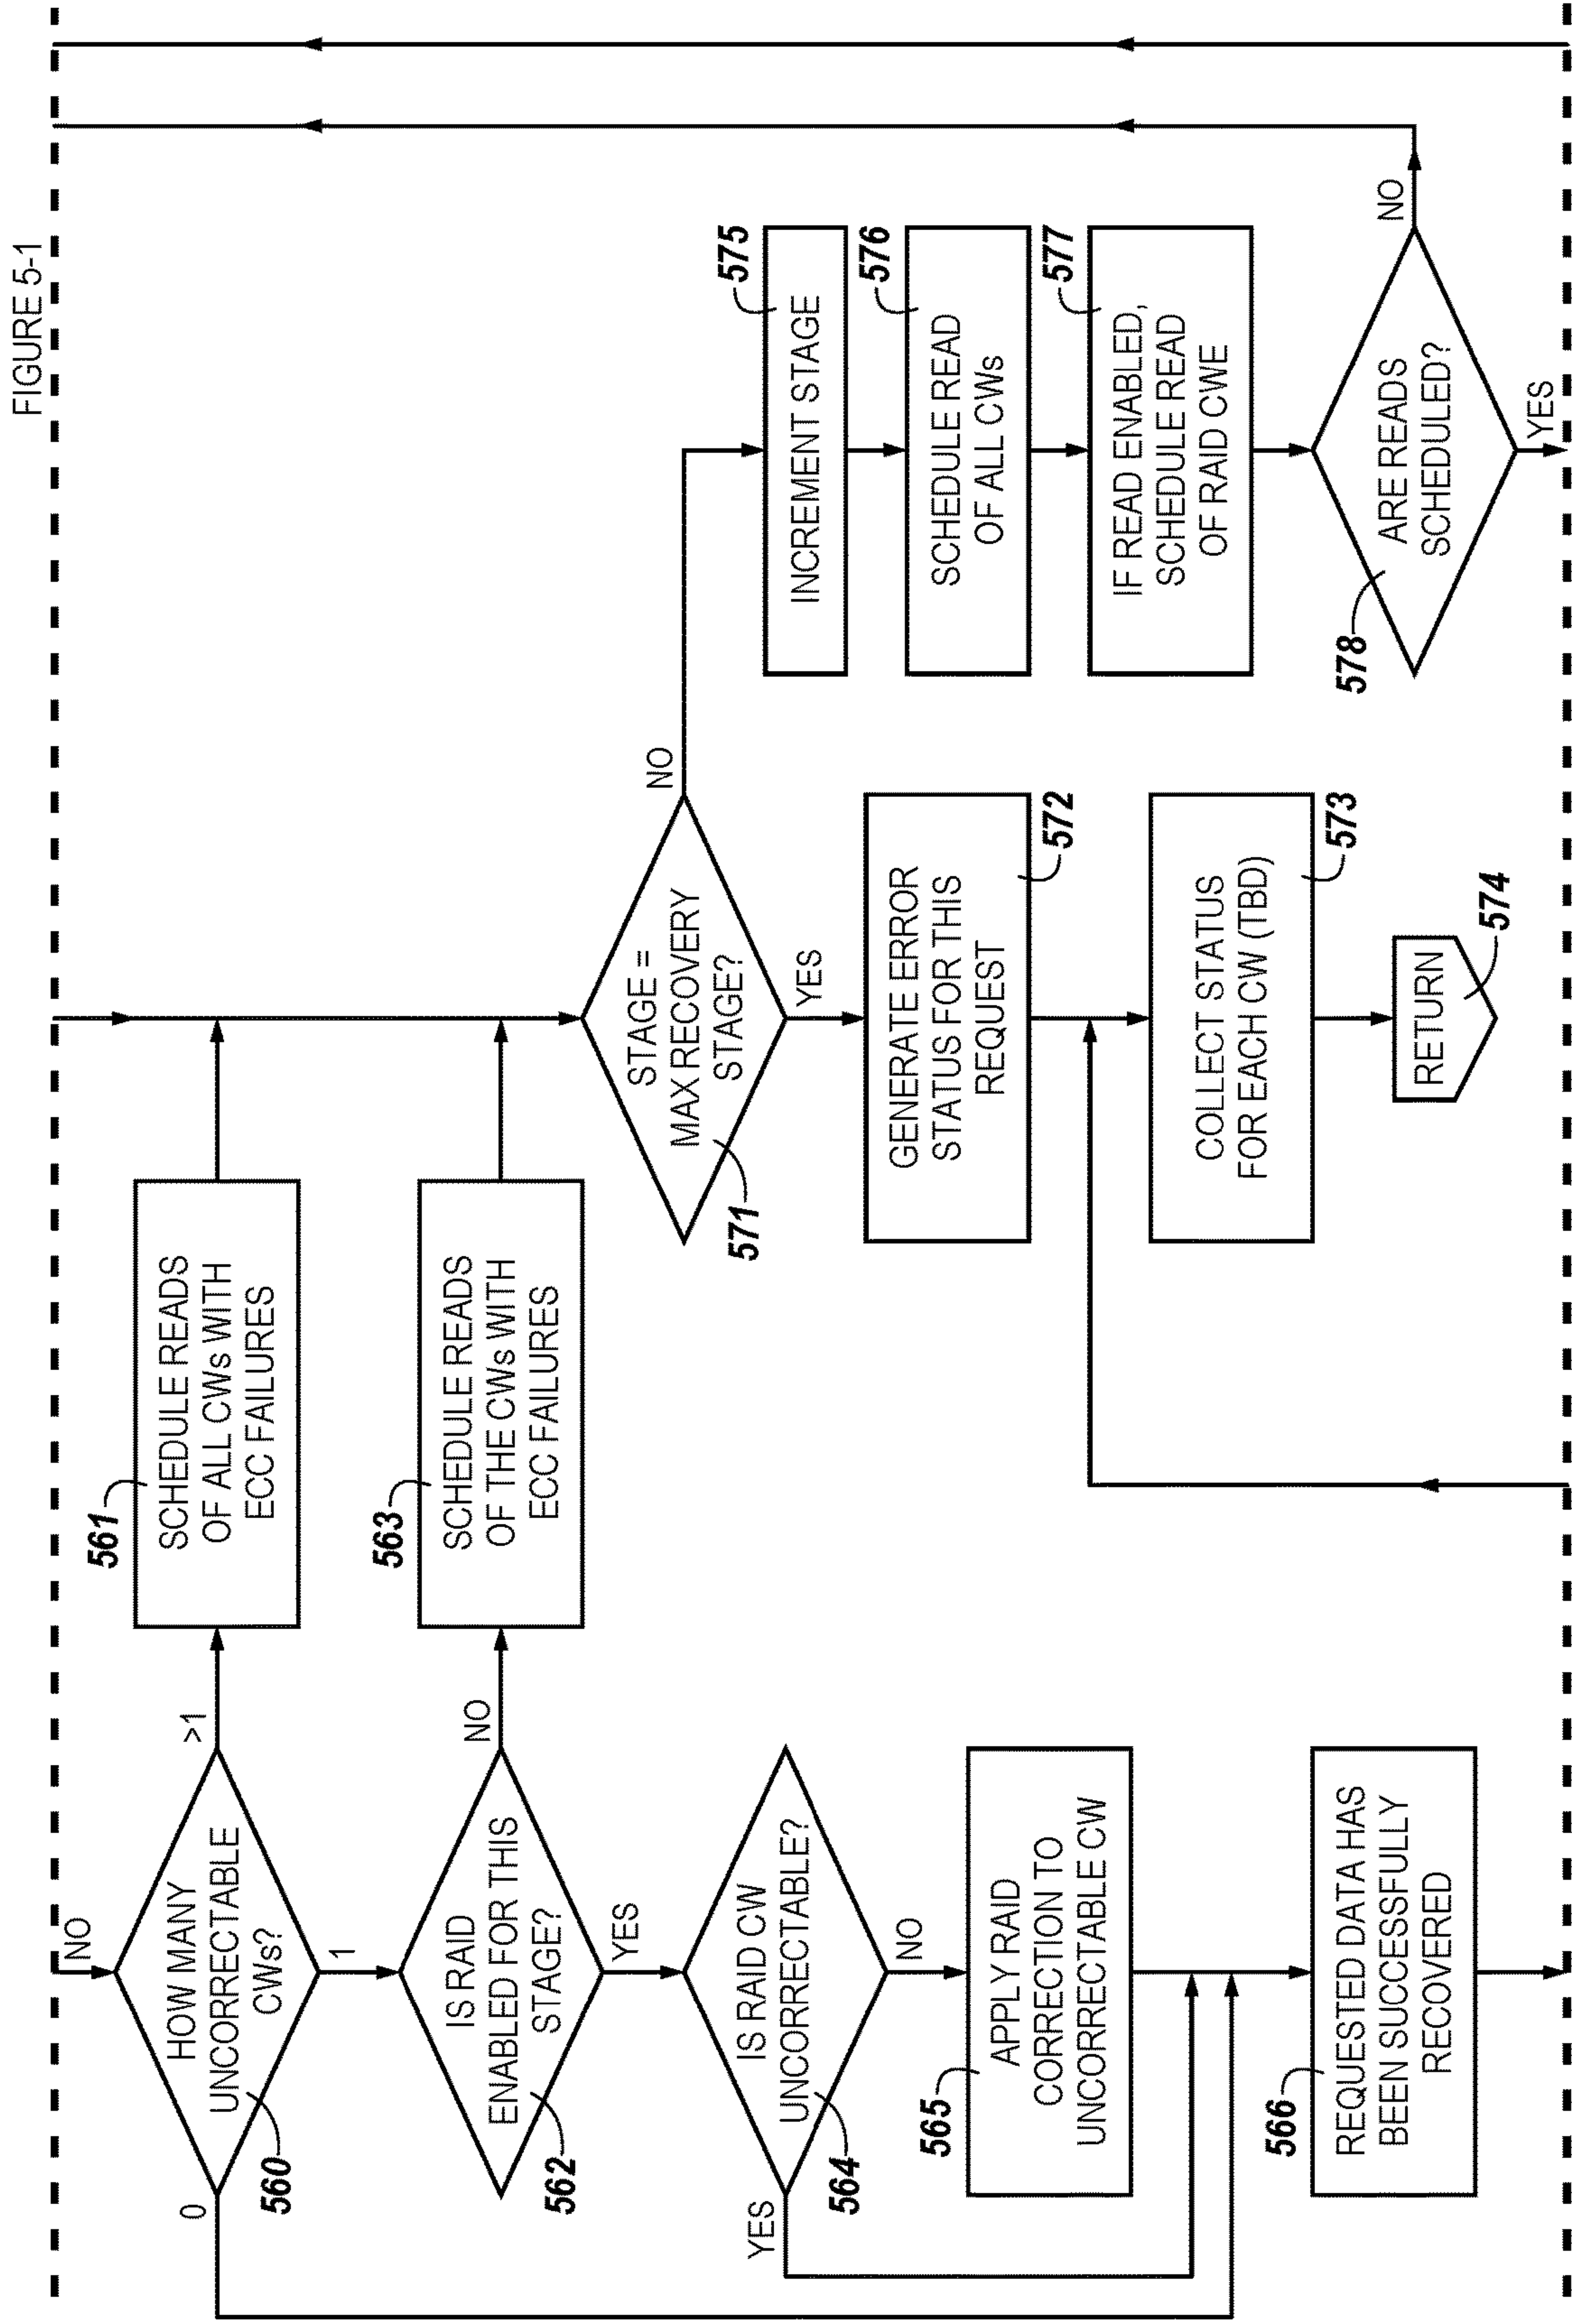 FIGURE 5-1
NO
HOW MANY
UNCORRECTABLE
CWs?
560
0
>1
1
561
SCHEDULE READS
OF ALL CWs WITH
ECC FAILURES
IS RAID
ENABLED FOR THIS
STAGE?
562
NO
YES
563
SCHEDULE READS
OF THE CWs WITH
ECC FAILURES
IS RAID CW
UNCORRECTABLE?
564
YES
NO
565
APPLY RAID
CORRECTION TO
UNCORRECTABLE CW
566
REQUESTED DATA HAS
BEEN SUCCESSFULLY
RECOVERED
STAGE =
MAX RECOVERY
STAGE?
571
NO
YES
GENERATE ERROR
STATUS FOR THIS
REQUEST
572
COLLECT STATUS
FOR EACH CW (TBD)
573
RETURN
574
INCREMENT STAGE
575
SCHEDULE READ
OF ALL CWs
576
IF READ ENABLED,
SCHEDULE READ
OF RAID CWE
577
ARE READS
SCHEDULED?
578
NO
YES